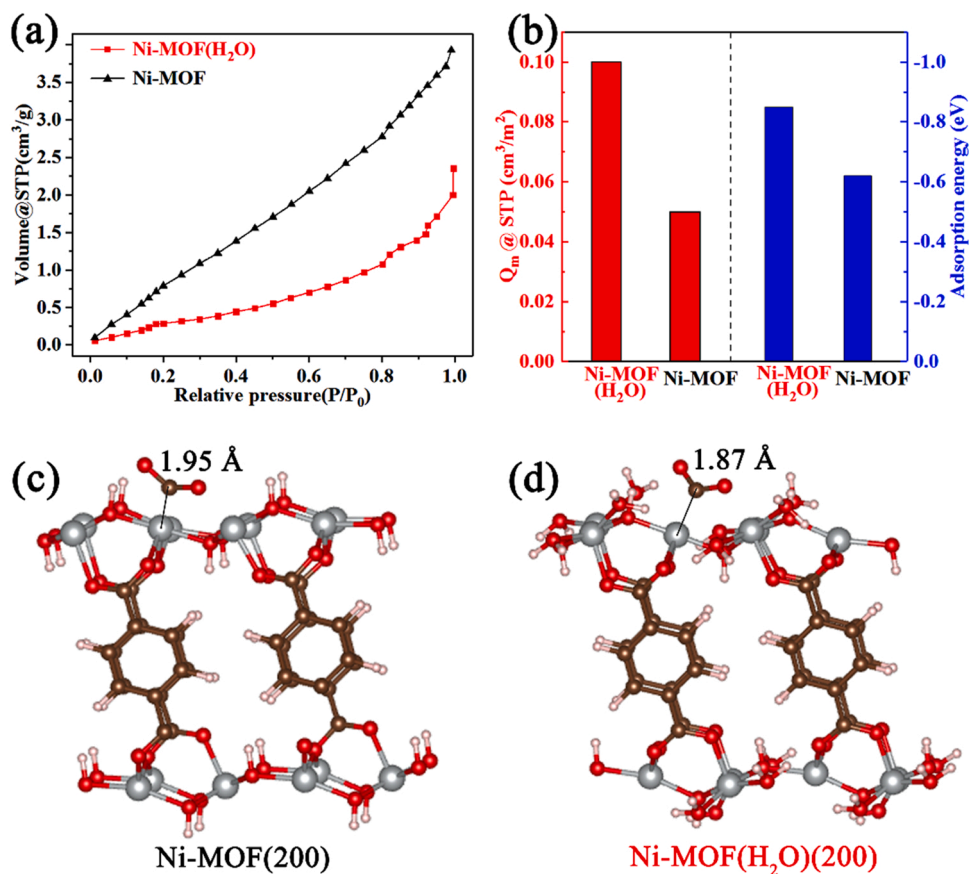 (a)
Ni-MOF(H₂O)
Ni-MOF
Volume@STP(cm³/g)
3.5
3.0
2.5
2.0
1.5
1.0
0.5
0.0
0.0 0.2 0.4 0.6 0.8 1.0
Relative pressure(P/P₀)
(b)
Qₘ @ STP (cm³/m²)
0.10
0.08
0.06
0.04
0.02
0.00
Ni-MOF (H₂O)
Ni-MOF
Ni-MOF (H₂O)
Ni-MOF
-1.0
-0.8
-0.6
-0.4
-0.2
0.0
Adsorption energy (eV)
(c)
1.95 Å
Ni-MOF(200)
(d)
1.87 Å
Ni-MOF(H₂O)(200)